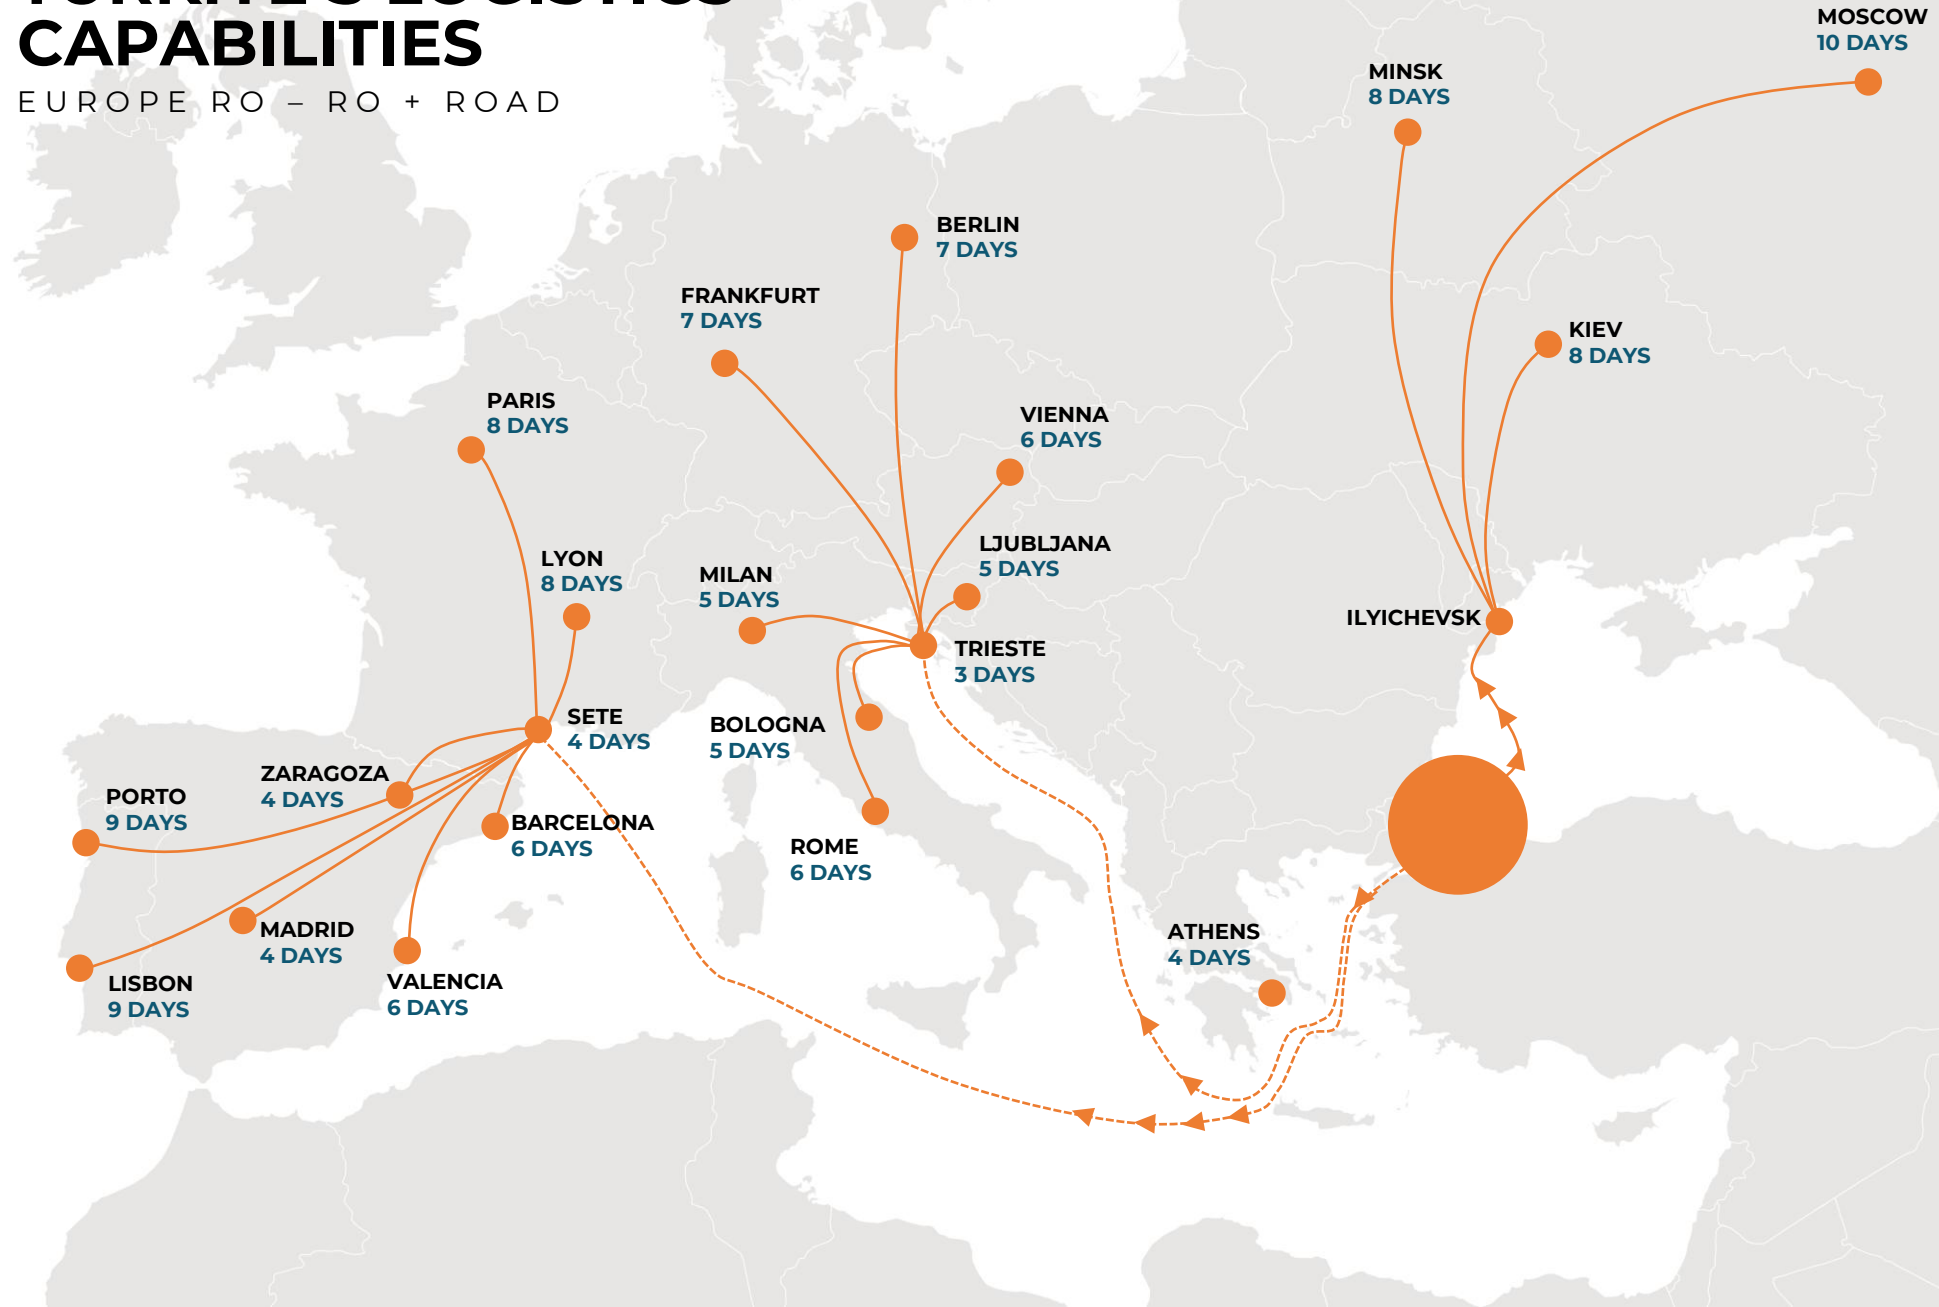 CAPABILITIES
EUROPE RO – RO + ROAD
MOSCOW
10 DAYS
MINSK
8 DAYS
BERLIN
7 DAYS
FRANKFURT
7 DAYS
KIEV
8 DAYS
PARIS
8 DAYS
VIENNA
6 DAYS
LJUBLJANA
5 DAYS
LYON
8 DAYS
MILAN
5 DAYS
ILYICHEVSK
TRIESTE
3 DAYS
SETE
4 DAYS
BOLOGNA
5 DAYS
ZARAGOZA
4 DAYS
PORTO
9 DAYS
BARCELONA
6 DAYS
ROME
6 DAYS
MADRID
4 DAYS
ATHENS
4 DAYS
LISBON
9 DAYS
VALENCIA
6 DAYS